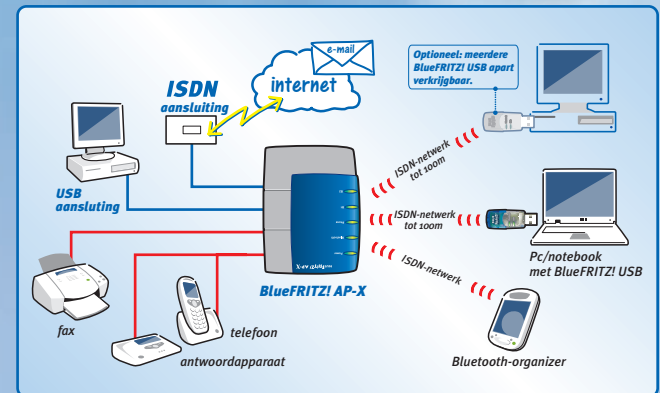 e-mail
internet
ISDN
aansluiting
Optioneel: meerdere
BlueFRITZ! USB apart
verkrijgbaar.
USB
aansluting
ISDN-netwerk
tot 100m
ISDN-netwerk
tot 100m
ISDN-netwerk
Pc/notebook
met BlueFRITZ! USB
BlueFRITZ! AP-X
fax
telefoon
antwoordapparaat
Bluetooth-organizer